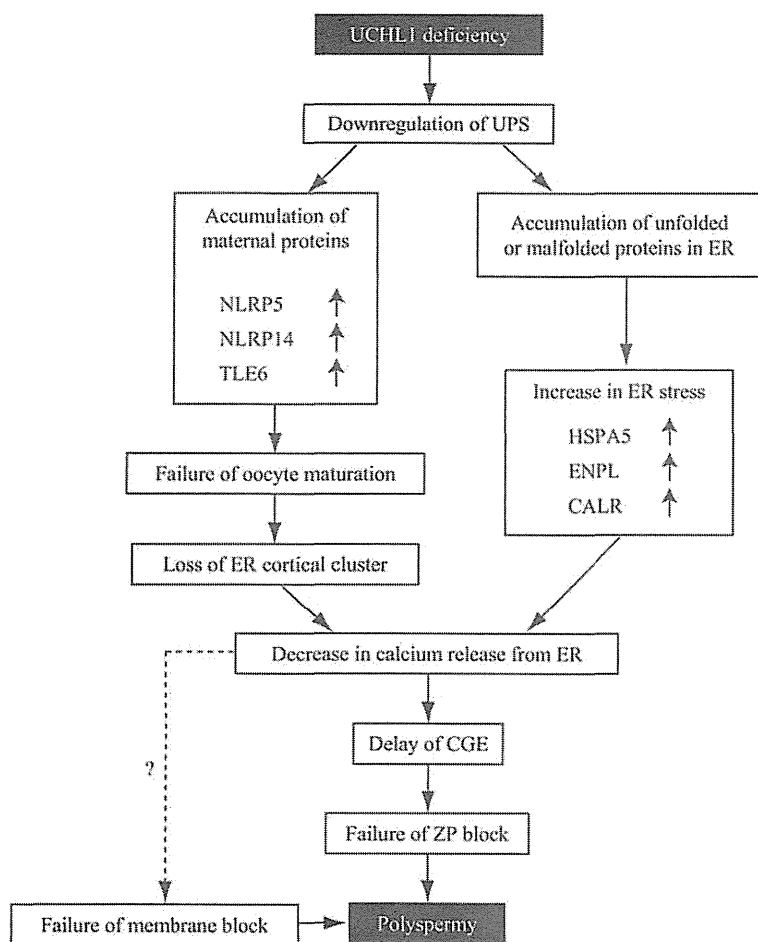 UCHL1 deficiency
Downregulation of UPS
Accumulation of
maternal proteins
NLRP5
NLRP14
TLE6
Accumulation of unfolded
or malfolded proteins in ER
Increase in ER stress
HSPA5
ENPL
CALR
Failure of oocyte maturation
Loss of ER cortical cluster
Decrease in calcium release from ER
Delay of CGE
?
Failure of ZP block
Failure of membrane block
Polyspermy